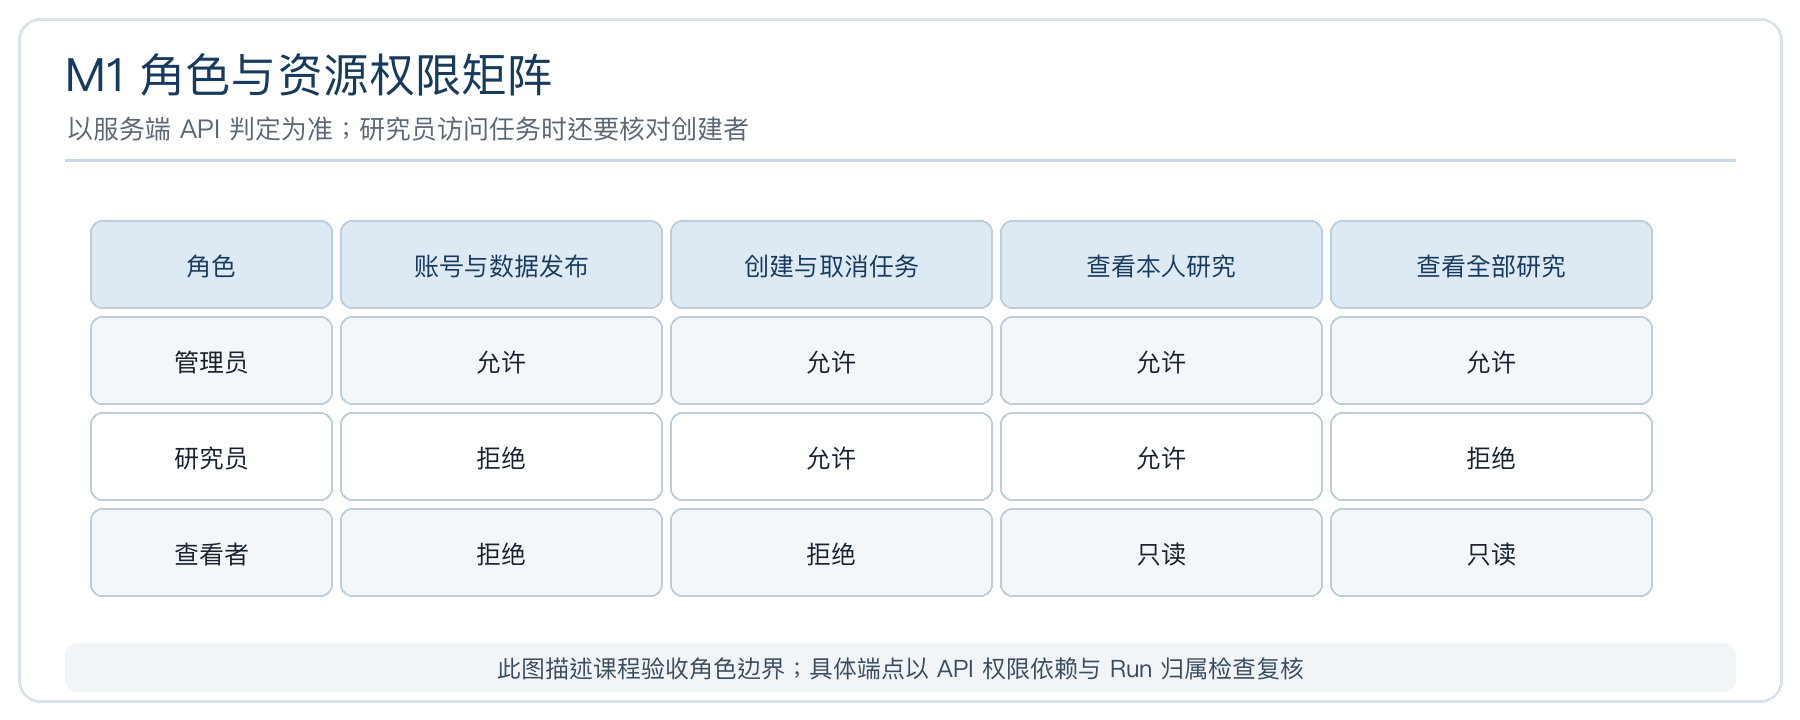 M1 角色与资源权限矩阵
以服务端 API 判定为准；研究员访问任务时还要核对创建者
角色 账号与数据发布 创建与取消任务 查看本人研究 查看全部研究
管理员 允许 允许 允许 允许
研究员 拒绝 允许 允许 拒绝
查看者 拒绝 拒绝 只读 只读
此图描述课程验收角色边界；具体端点以 API 权限依赖与 Run 归属检查复核